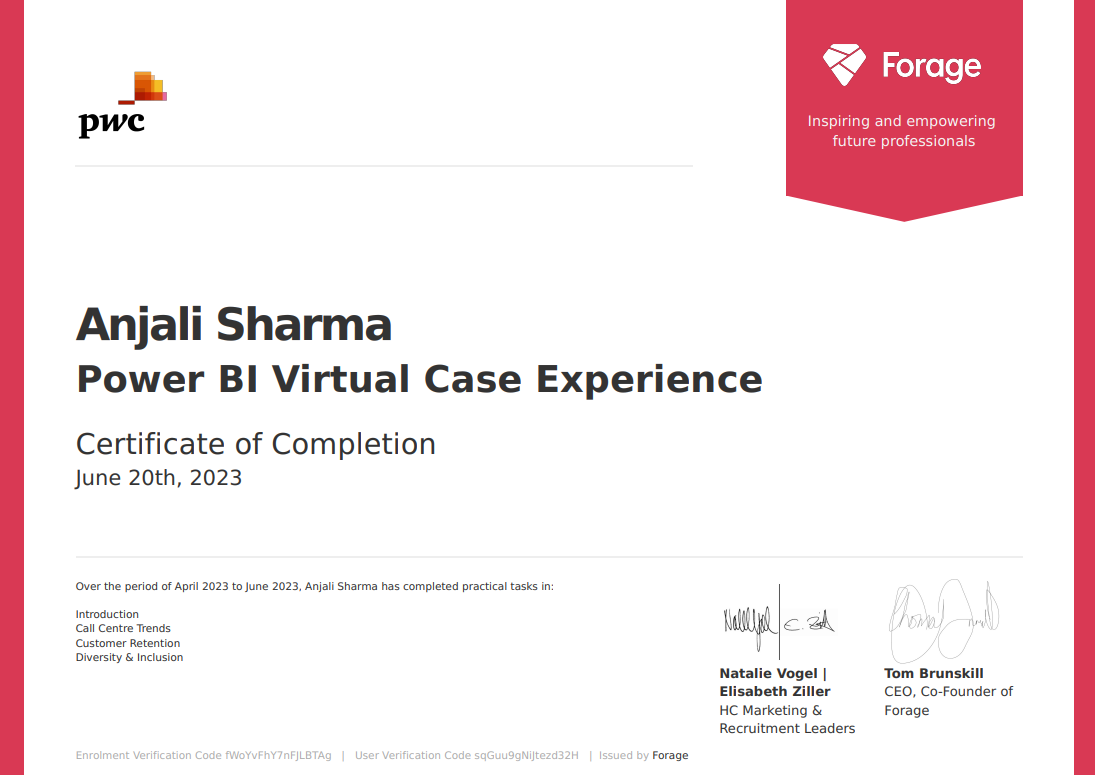 pwc
Forage
Inspiring and empowering
future professionals
Anjali Sharma
Power BI Virtual Case Experience
Certificate of Completion
June 20th, 2023
Over the period of April 2023 to June 2023, Anjali Sharma has completed practical tasks in:
Introduction
Call Centre Trends
Customer Retention
Diversity & Inclusion
Natalie Vogel |
Elisabeth Ziller
HC Marketing &
Recruitment Leaders
Tom Brunskill
CEO, Co-Founder of
Forage
Enrolment Verification Code fWoYvFhY7nFJLBTAg | User Verification Code sqGuu9gNiJtezd32H | Issued by Forage